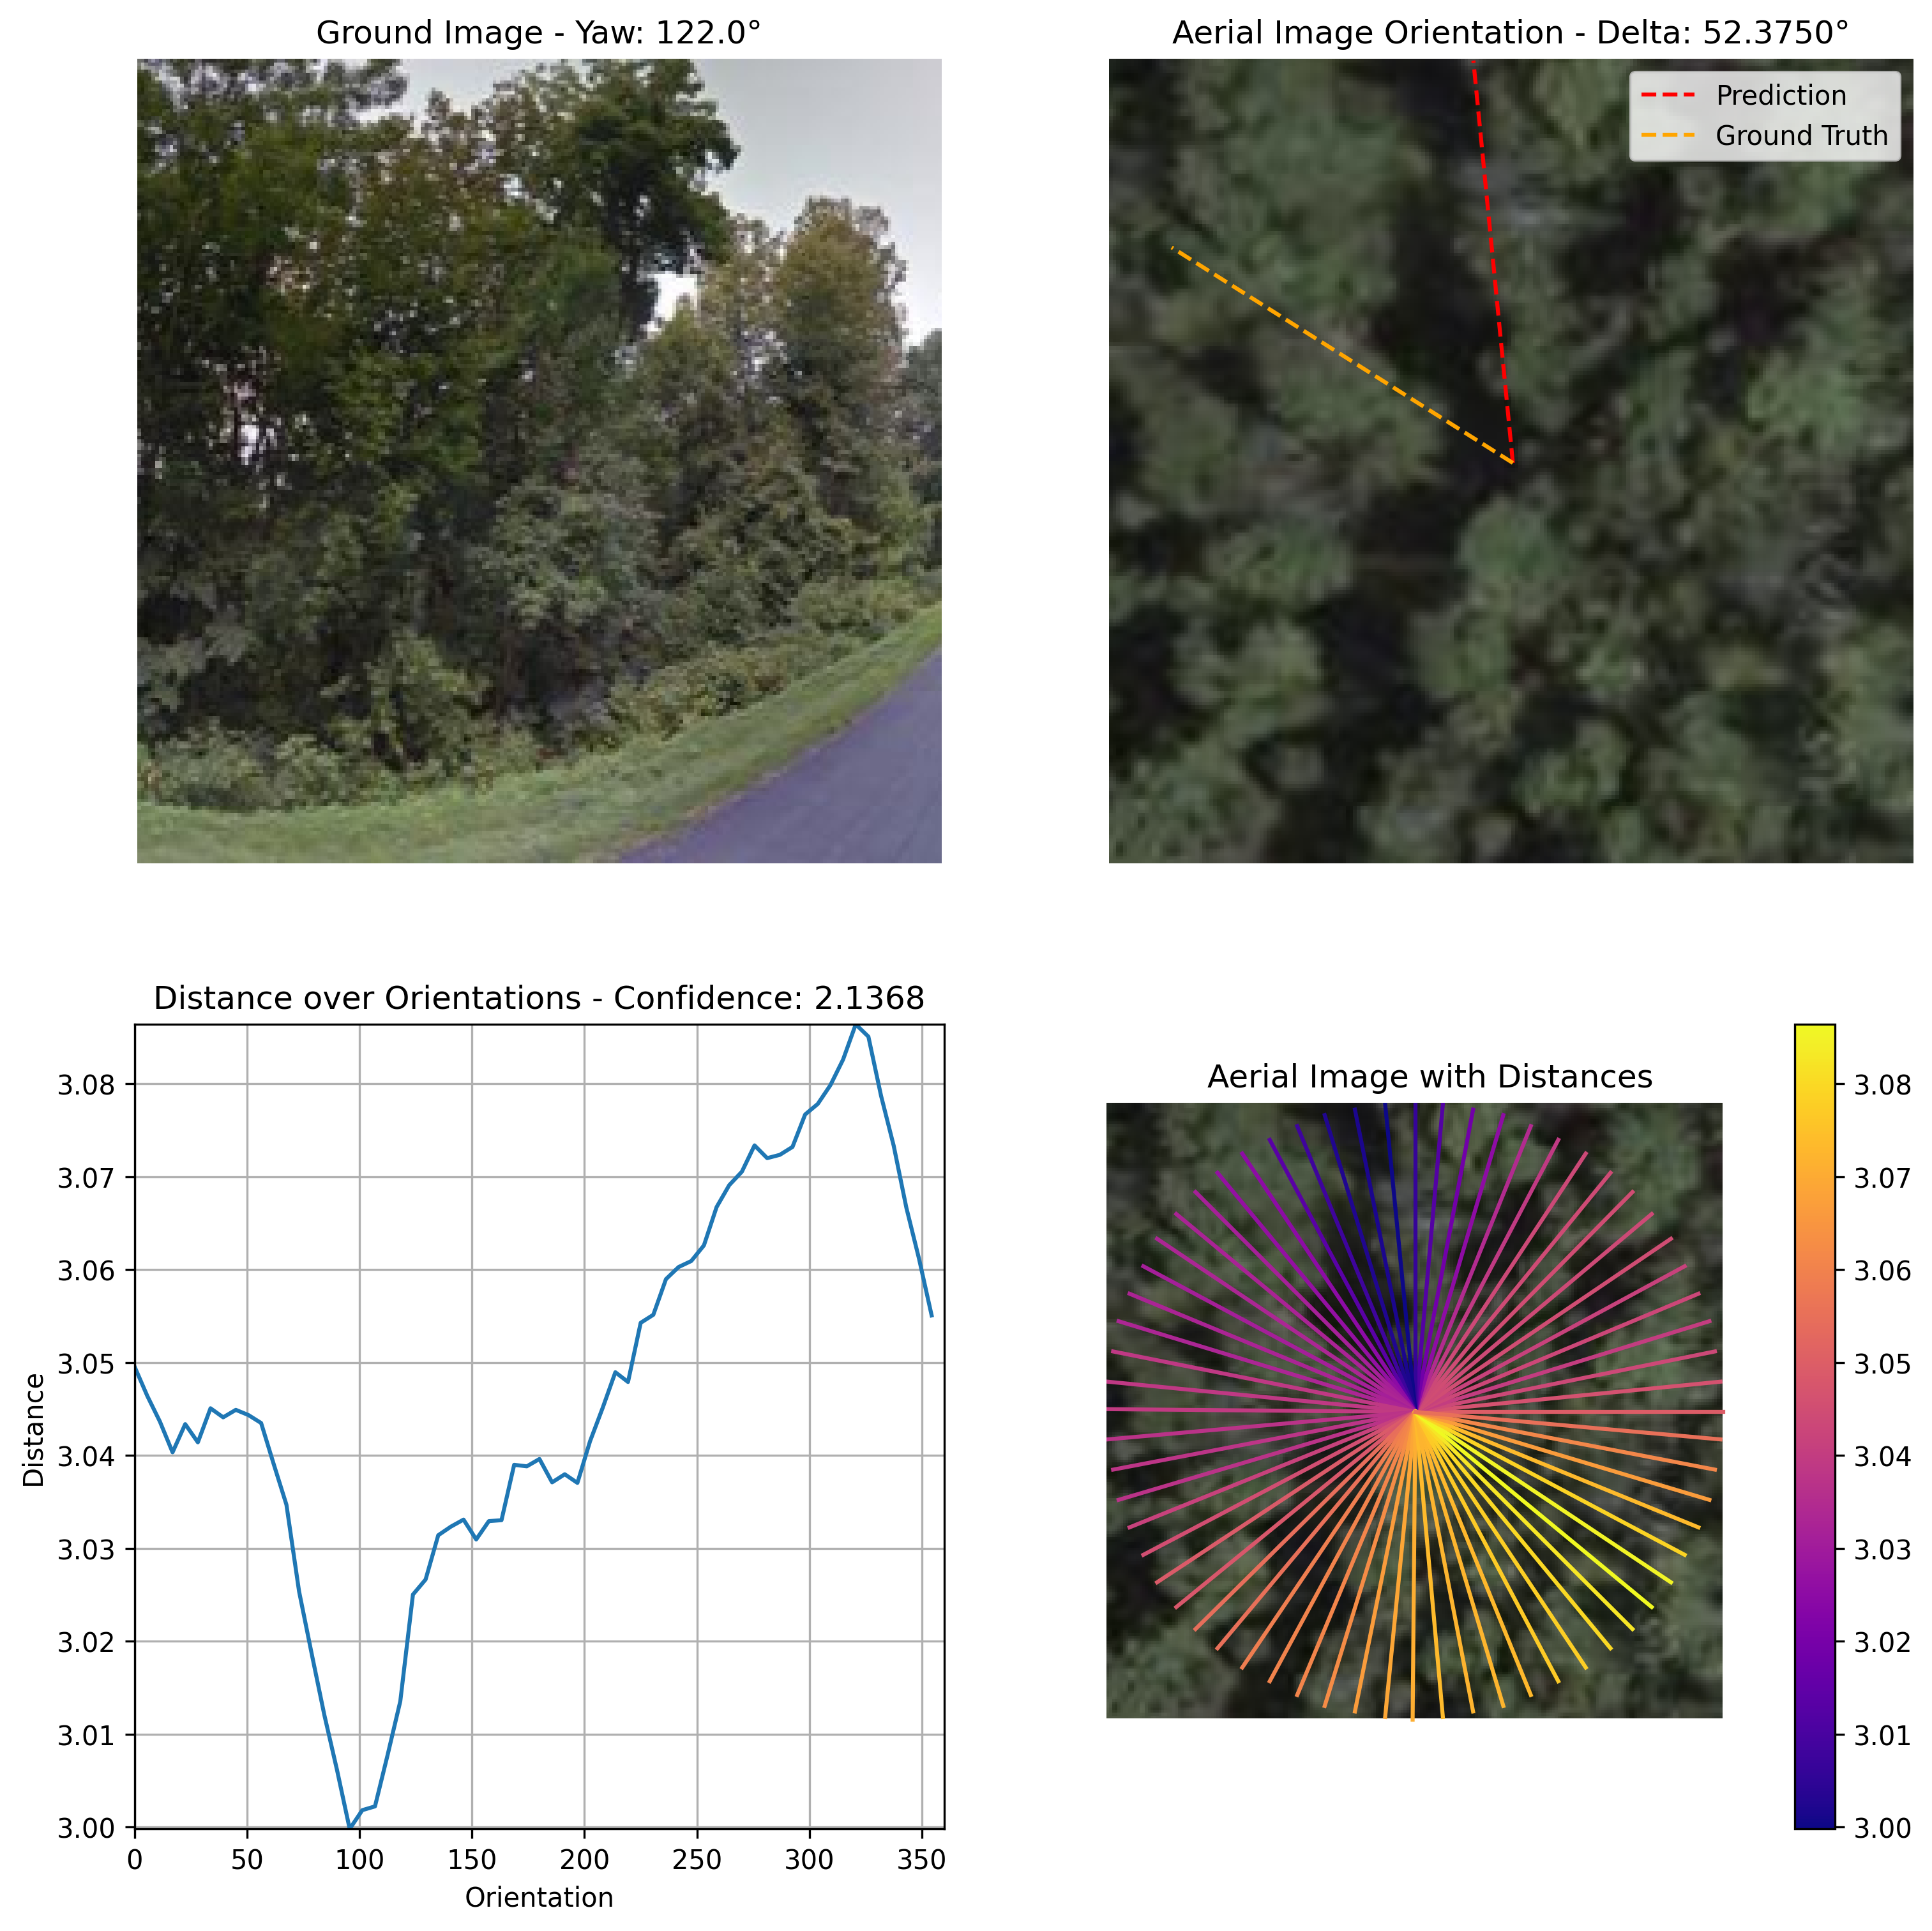 Ground Image - Yaw: 122.0°
Aerial Image Orientation - Delta: 52.3750°
Prediction
Ground Truth
Distance over Orientations - Confidence: 2.1368
Distance
3.08
3.07
3.06
3.05
3.04
3.03
3.02
3.01
3.00
0 50 100 150 200 250 300 350
Orientation
Aerial Image with Distances
3.08
3.07
3.06
3.05
3.04
3.03
3.02
3.01
3.00